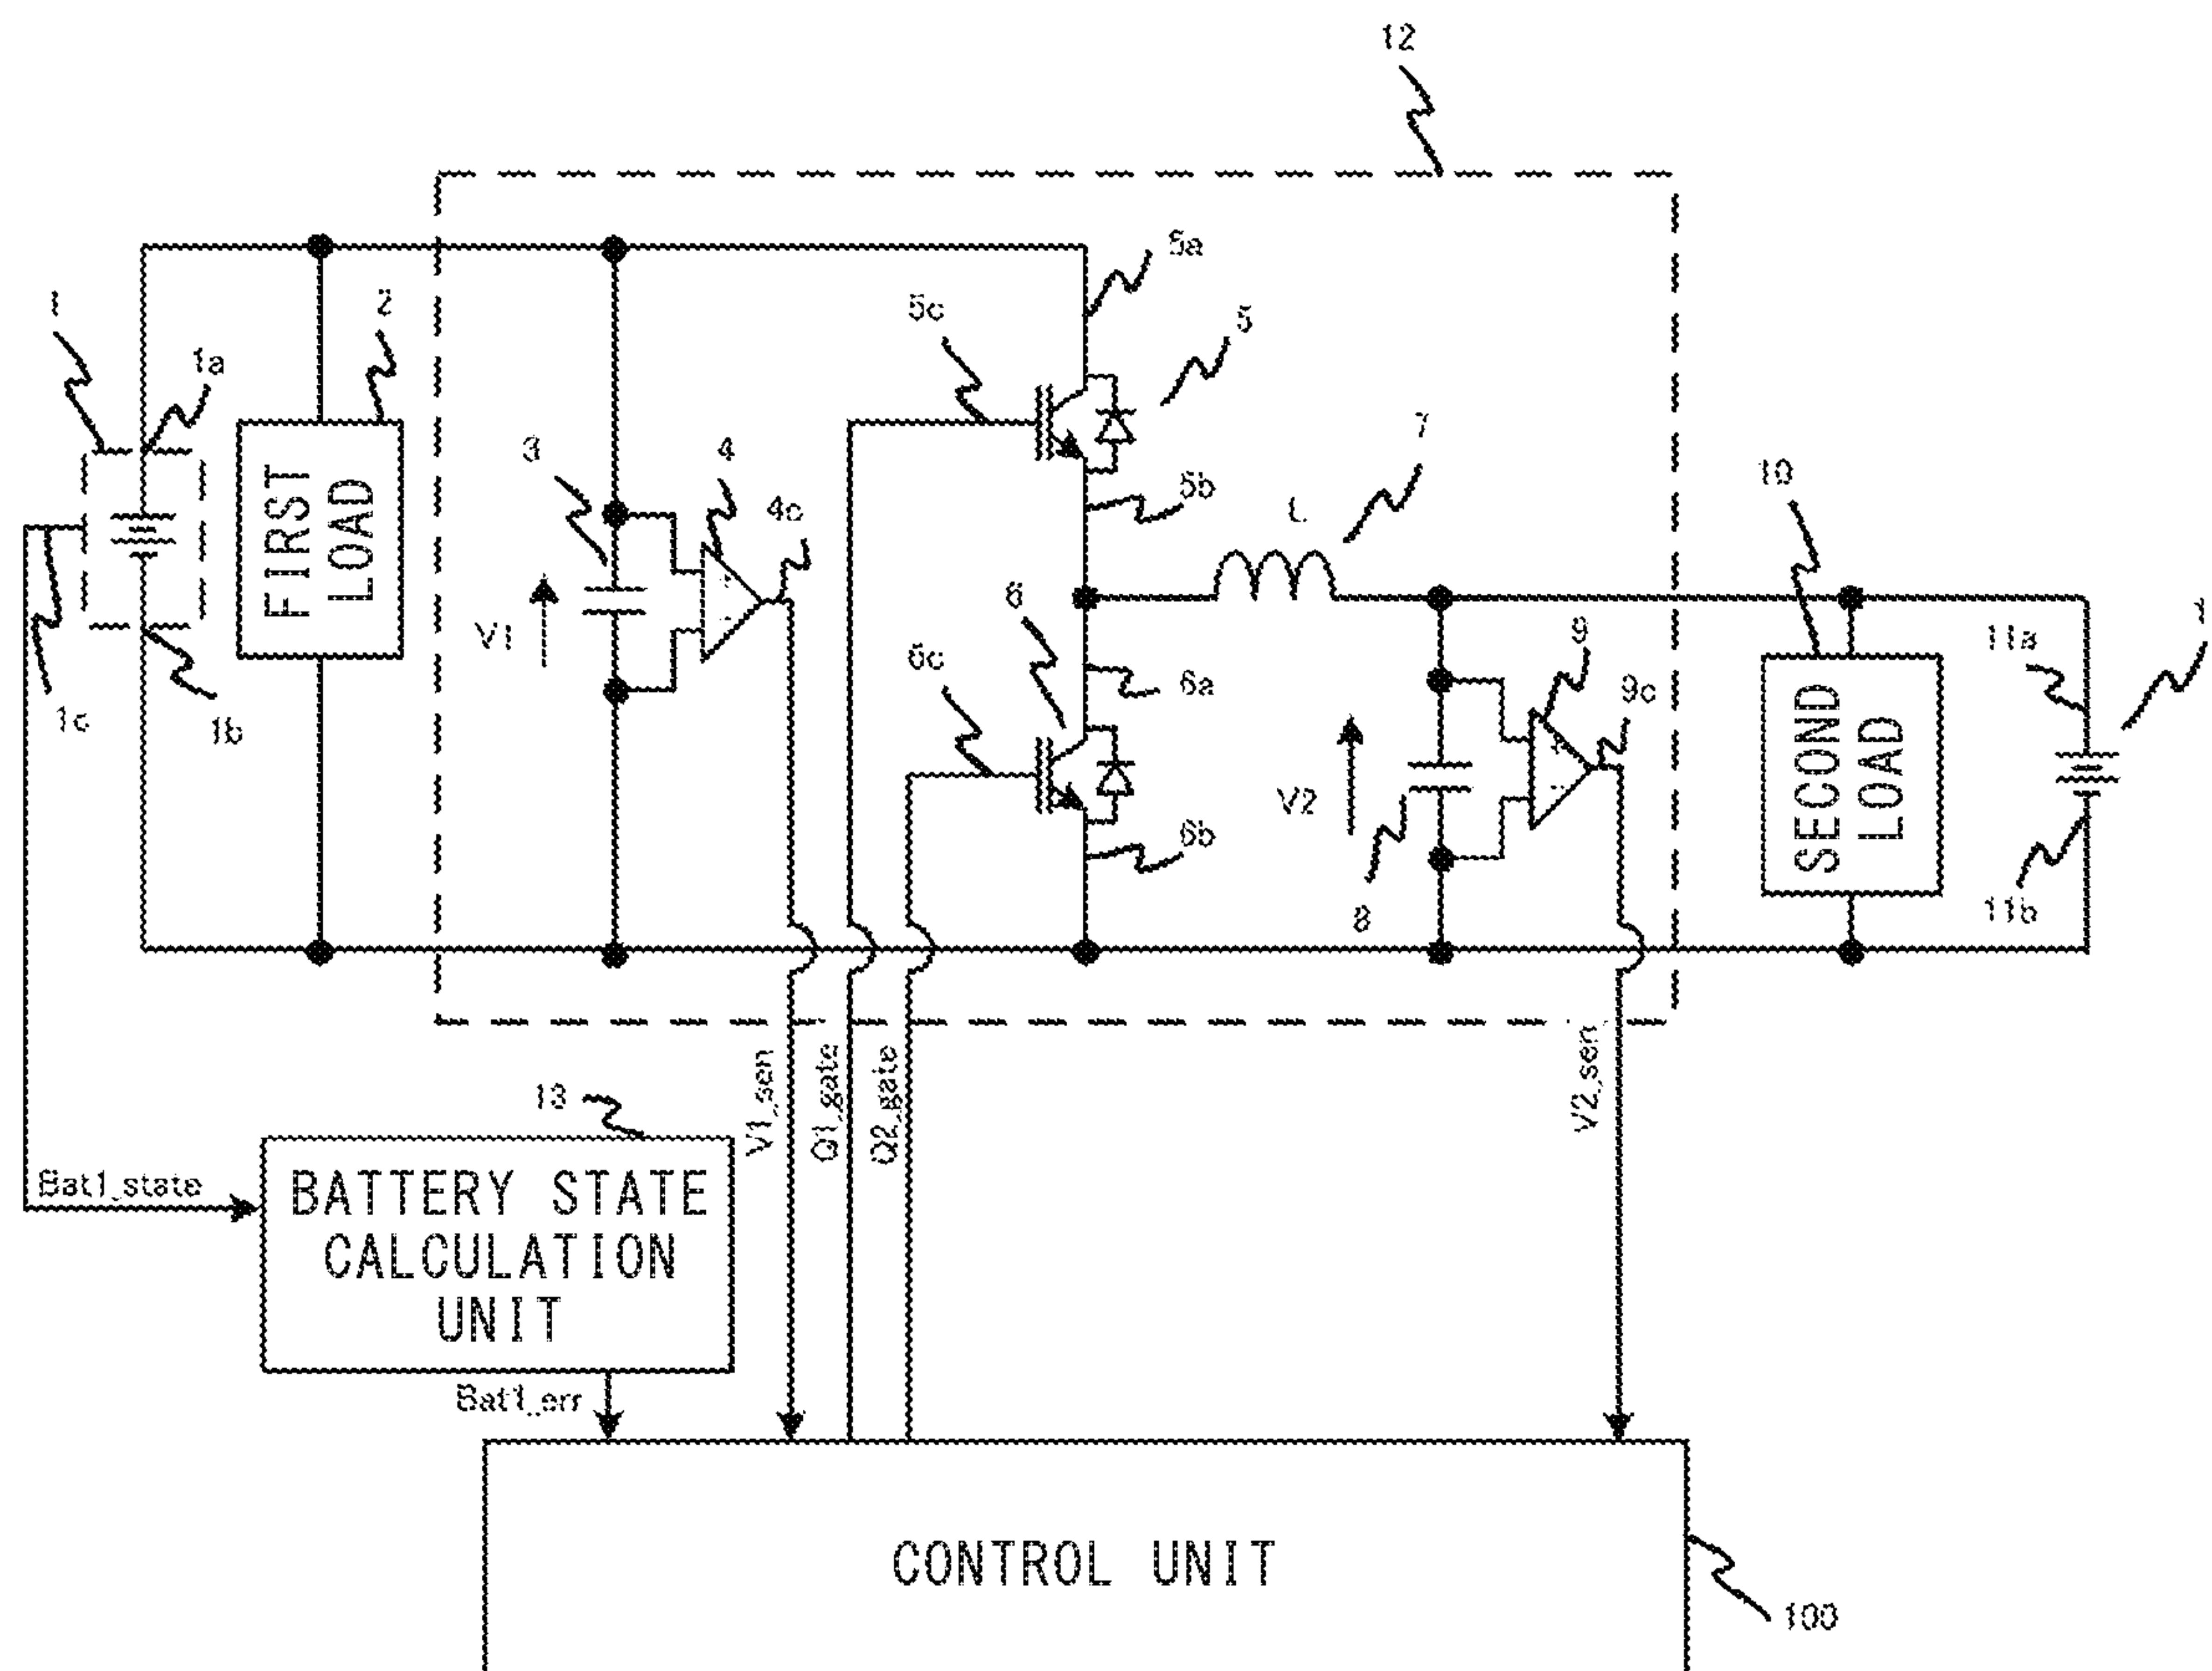 12
5a
1
2
5c
5
1a
7
3
4
10
4c
5b
L
FIRST
LOAD
6
V1
9
11a
1
6c
6a
9c
1c
1b
SECOND
LOAD
V2
6b
8
11b
13
V1_sen
Q1_gate
Q2_gate
V2_sen
Bat1_state
BATTERY STATE
CALCULATION
UNIT
Bat1_err
CONTROL UNIT
100